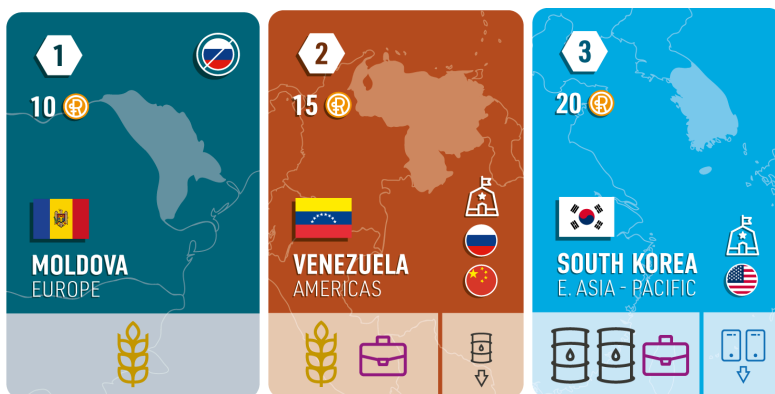 1
10 R
MOLDOVA
EUROPE
2
15 R
VENEZUELA
AMERICAS
3
20 R
SOUTH KOREA
E. ASIA - PACIFIC